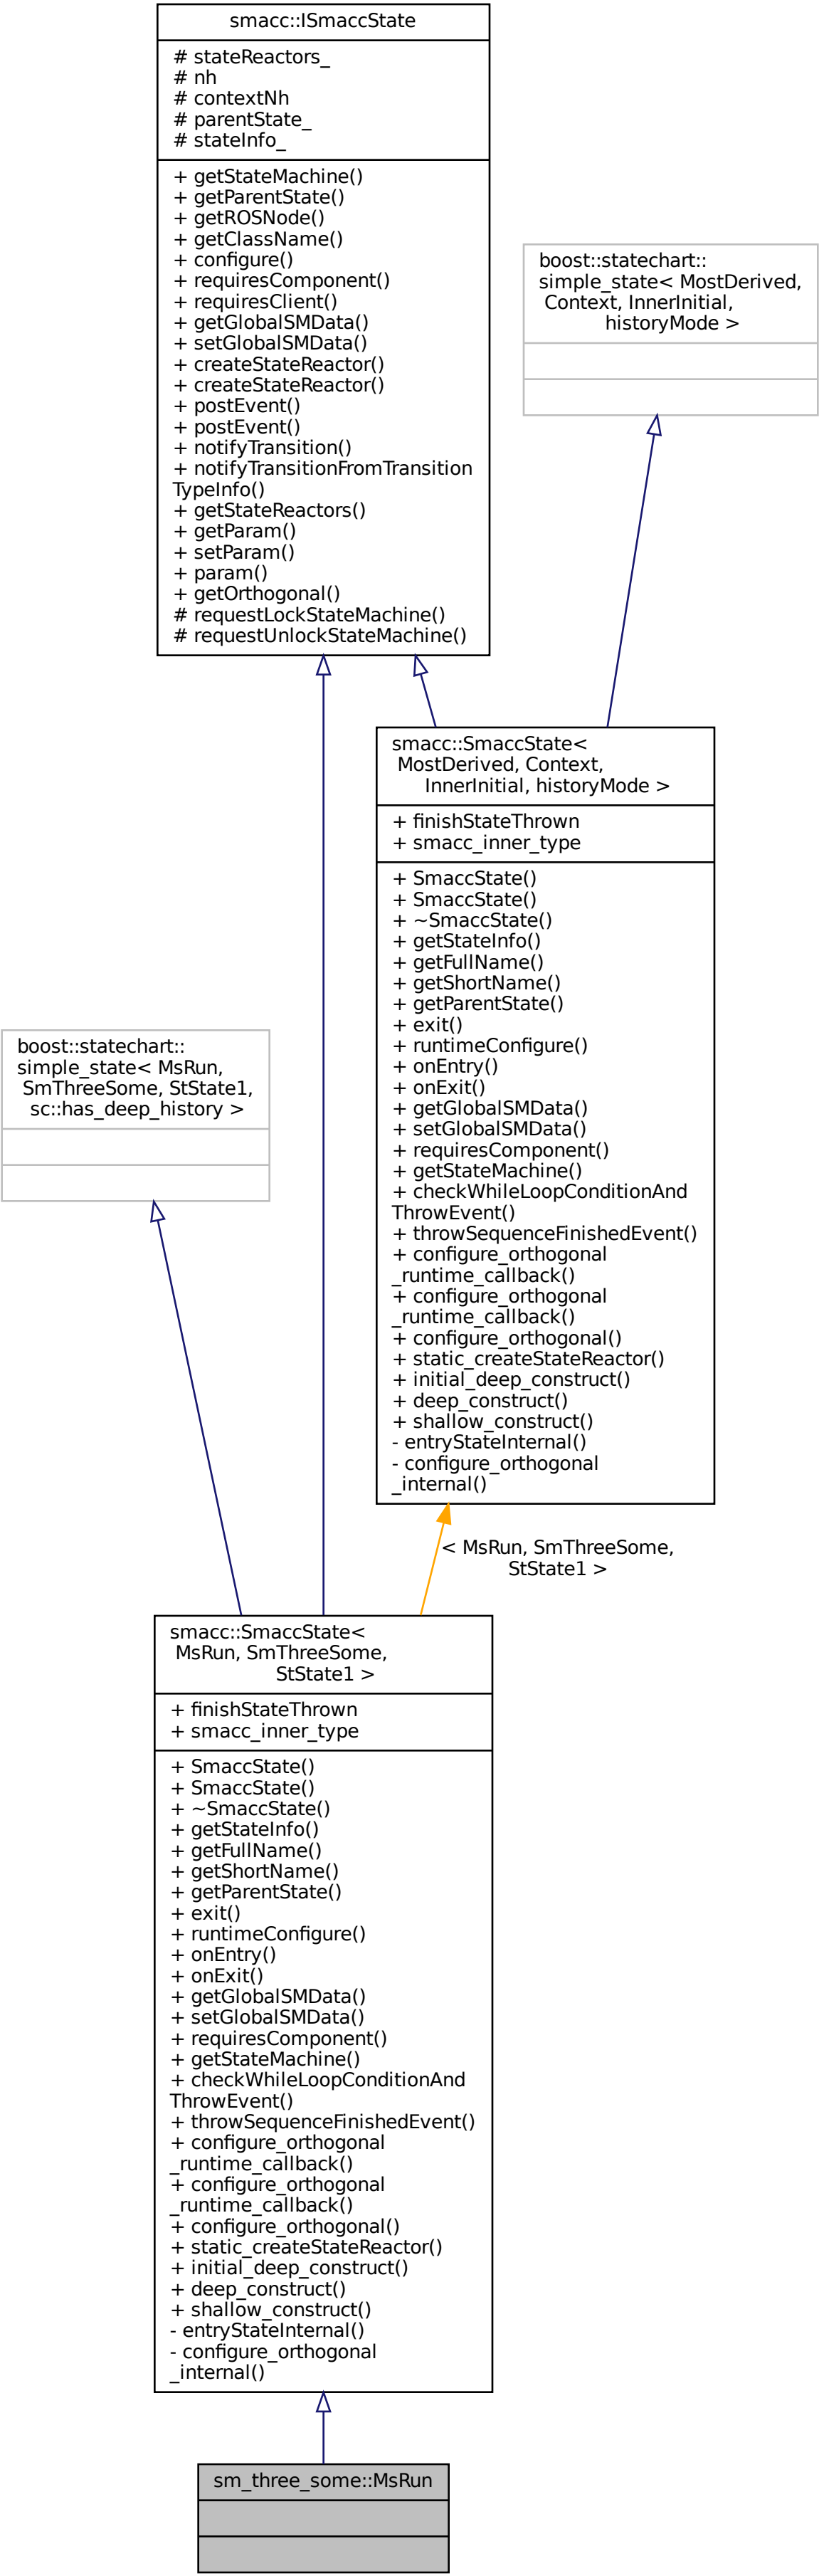 smacc::ISmaccState
# stateReactors_
# nh
# contextNh
# parentState_
# stateInfo_
+ getStateMachine()
+ getParentState()
+ getROSNode()
+ getClassName()
+ configure()
+ requiresComponent()
+ requiresClient()
+ getGlobalSMData()
+ setGlobalSMData()
+ createStateReactor()
+ createStateReactor()
+ postEvent()
+ postEvent()
+ notifyTransition()
+ notifyTransitionFromTransition
TypeInfo()
+ getStateReactors()
+ getParam()
+ setParam()
+ param()
+ getOrthogonal()
# requestLockStateMachine()
# requestUnlockStateMachine()
boost::statechart::
simple_state< MostDerived,
Context, InnerInitial,
historyMode >
smacc::SmaccState<
MostDerived, Context,
InnerInitial, historyMode >
+ finishStateThrown
+ smacc_inner_type
+ SmaccState()
+ SmaccState()
+ ~SmaccState()
+ getStateInfo()
+ getFullName()
+ getShortName()
+ getParentState()
+ exit()
+ runtimeConfigure()
+ onEntry()
+ onExit()
+ getGlobalSMData()
+ setGlobalSMData()
+ requiresComponent()
+ getStateMachine()
+ checkWhileLoopConditionAnd
ThrowEvent()
+ throwSequenceFinishedEvent()
+ configure_orthogonal
_runtime_callback()
+ configure_orthogonal
_runtime_callback()
+ configure_orthogonal()
+ static_createStateReactor()
+ initial_deep_construct()
+ deep_construct()
+ shallow_construct()
- entryStateInternal()
- configure_orthogonal
_internal()
boost::statechart::
simple_state< MsRun,
SmThreeSome, StState1,
sc::has_deep_history >
< MsRun, SmThreeSome,
StState1 >
smacc::SmaccState<
MsRun, SmThreeSome,
StState1 >
+ finishStateThrown
+ smacc_inner_type
+ SmaccState()
+ SmaccState()
+ ~SmaccState()
+ getStateInfo()
+ getFullName()
+ getShortName()
+ getParentState()
+ exit()
+ runtimeConfigure()
+ onEntry()
+ onExit()
+ getGlobalSMData()
+ setGlobalSMData()
+ requiresComponent()
+ getStateMachine()
+ checkWhileLoopConditionAnd
ThrowEvent()
+ throwSequenceFinishedEvent()
+ configure_orthogonal
_runtime_callback()
+ configure_orthogonal
_runtime_callback()
+ configure_orthogonal()
+ static_createStateReactor()
+ initial_deep_construct()
+ deep_construct()
+ shallow_construct()
- entryStateInternal()
- configure_orthogonal
_internal()
sm_three_some::MsRun